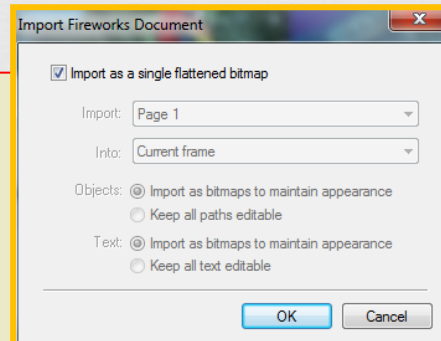 Import Fireworks Document
Import as a single flattened bitmap
Import: Page 1
Into: Current frame
Objects: Import as bitmaps to maintain appearance
Keep all paths editable
Text: Import as bitmaps to maintain appearance
Keep all text editable
OK Cancel